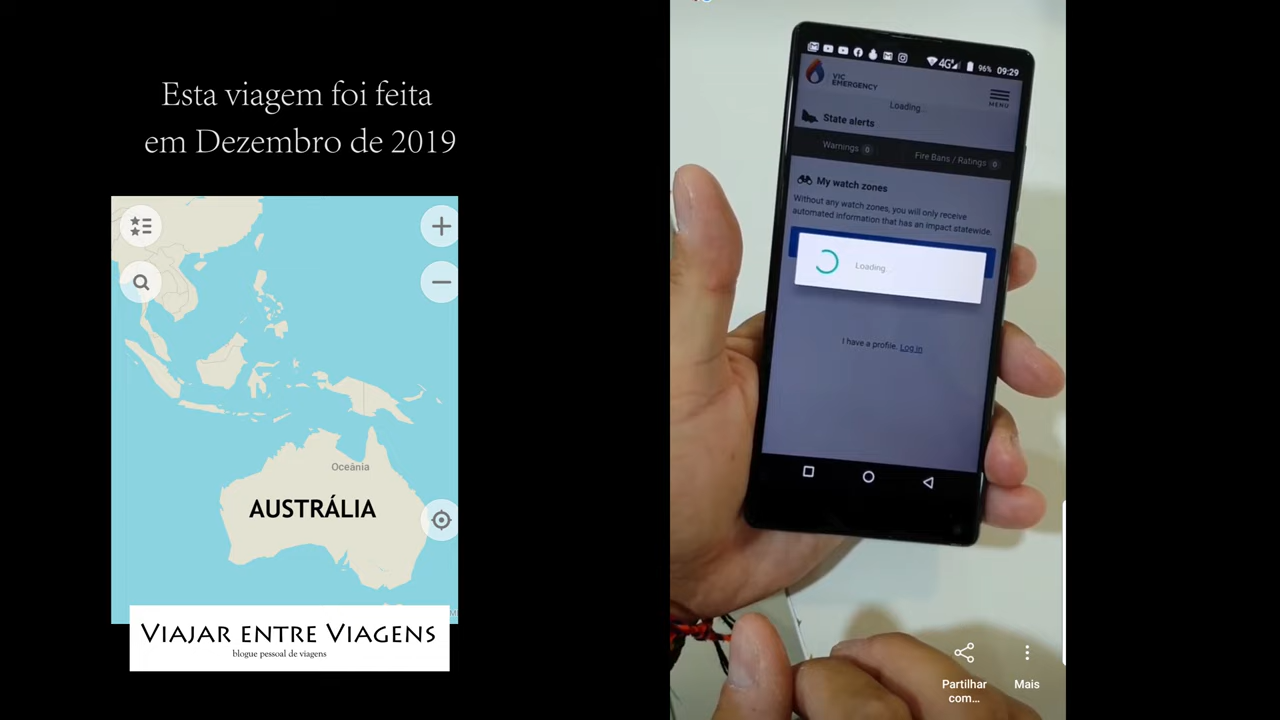 Esta viagem foi feita
em Dezembro de 2019
Oceânia
AUSTRÁLIA
VIAJAR ENTRE VIAGENS
blogue pessoal de viagens
4G
96%
09:29
VIC
EMERGENCY
MENU
Loading...
State alerts
Warnings 0
Fire Bans / Ratings 0
My watch zones
Without any watch zones, you will only receive
automated information that has an impact statewide.
Loading...
I have a profile. Log in
Partilhar
com...
Mais